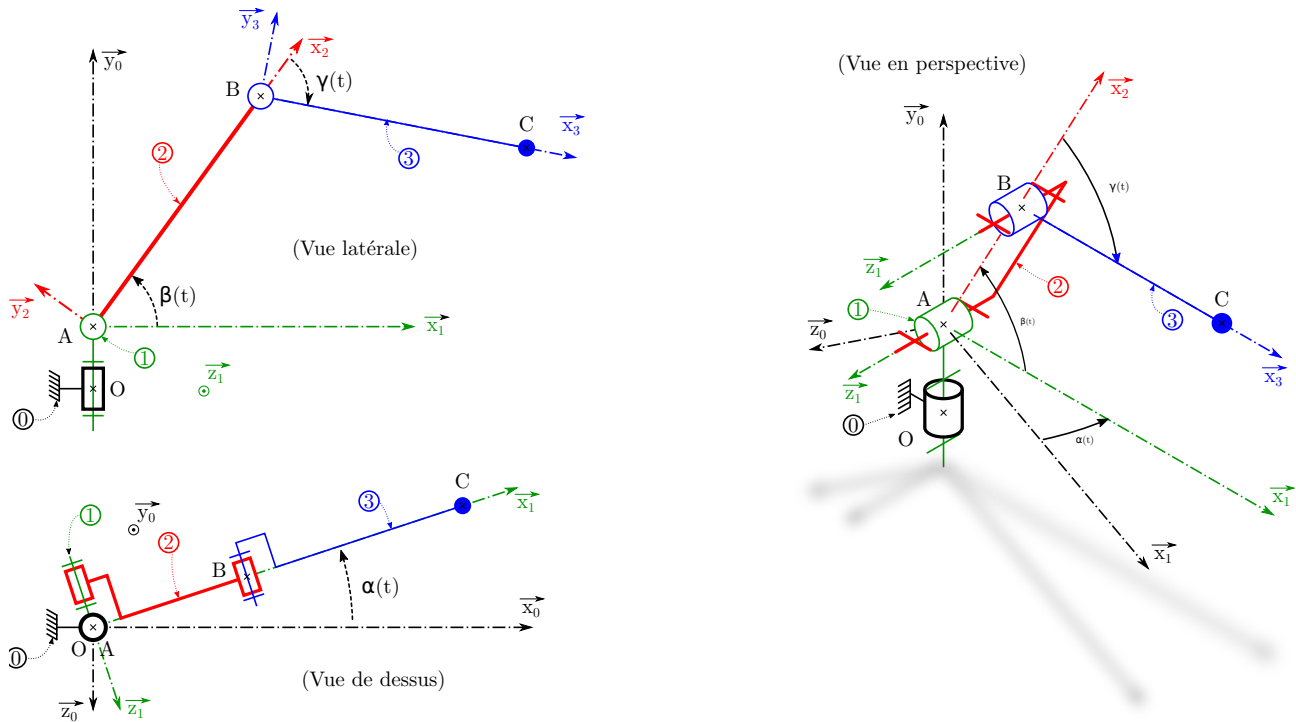 y₃
x₂
y₀
B
γ(t)
C
x₃
②
③
(Vue latérale)
y₂
β(t)
A
x₁
①
z₁
O
⓪
(Vue en perspective)
x₂
y₀
B
γ(t)
z₁
②
A
①
C
③
β(t)
z₀
x₃
z₁
⓪
O
α(t)
x₁
x₁
C
③
x₁
①
y₀
②
B
α(t)
x₀
⓪
O
A
(Vue de dessus)
z₀
z₁